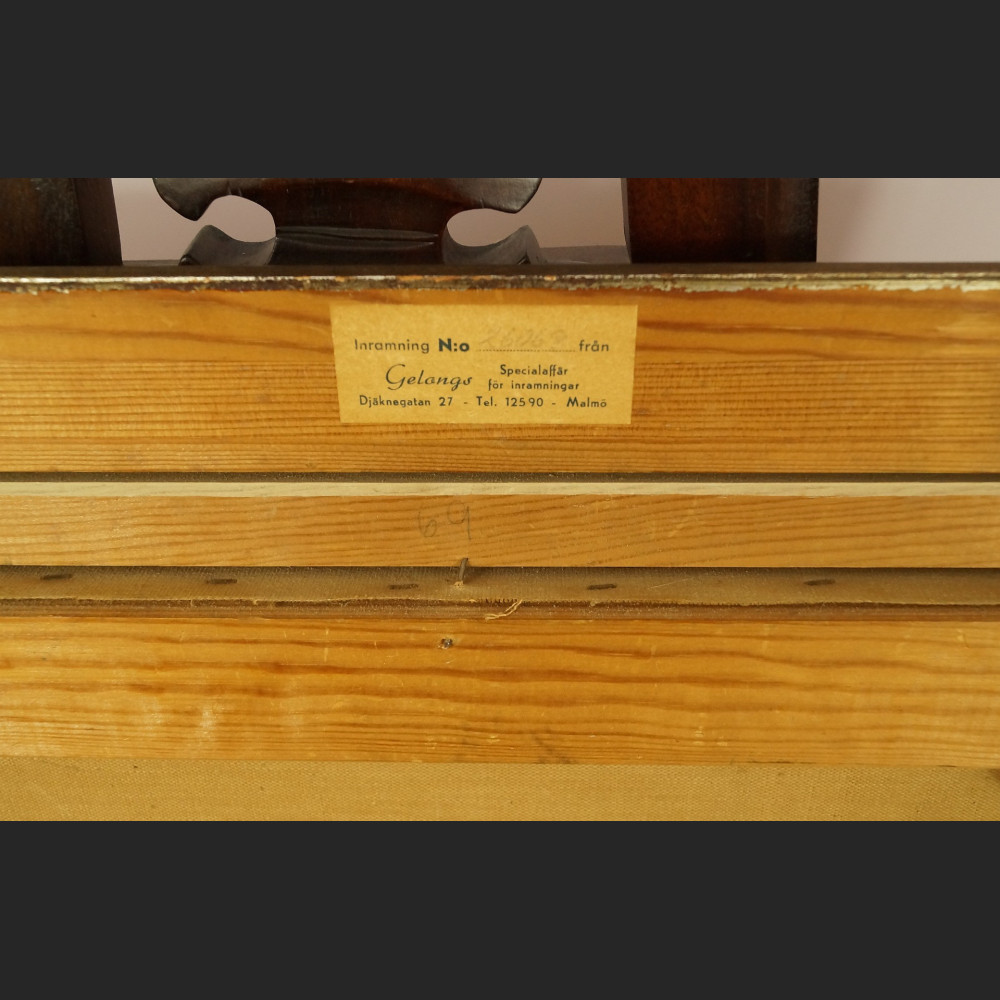 Inramning N:o från
Gelangs Specialaffär
för inramningar
Djäknegatan 27 - Tel. 12590 - Malmö
69